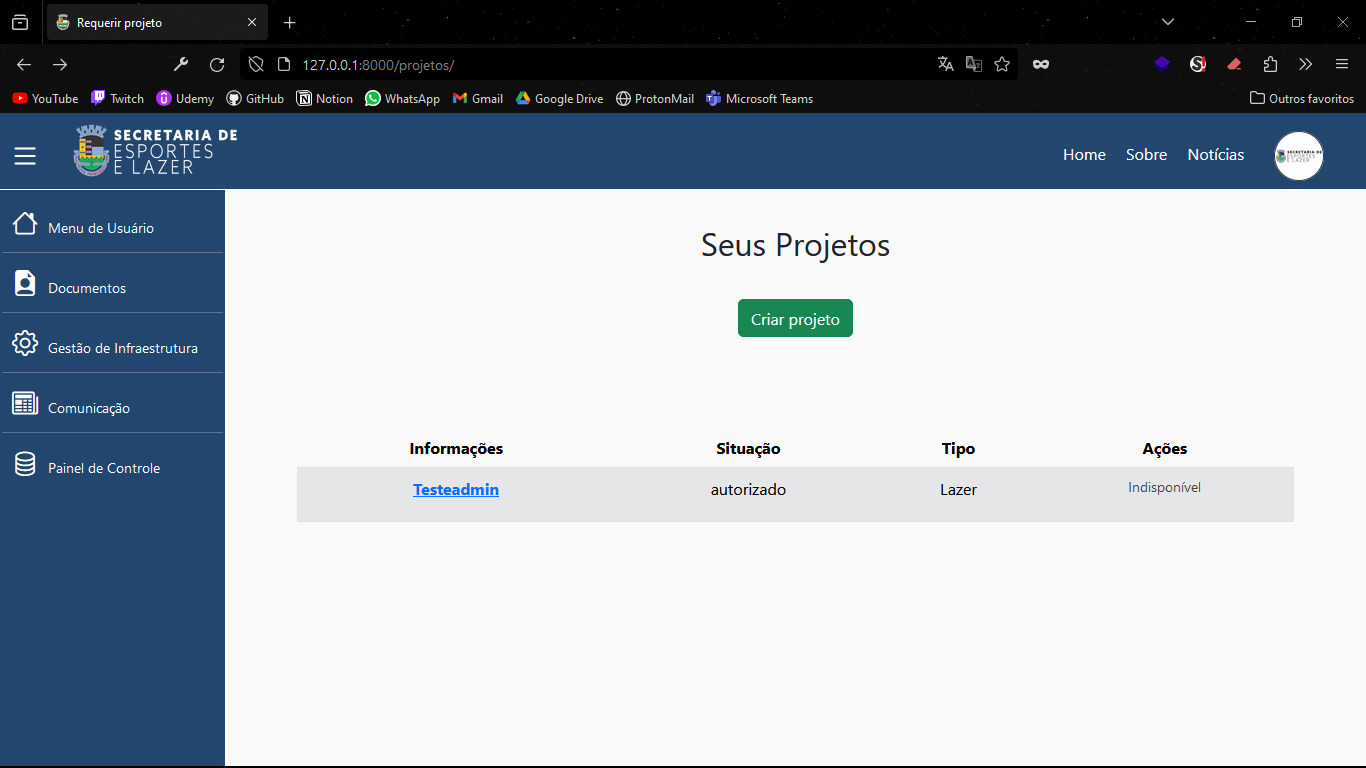 Requerir projeto
127.0.0.1:8000/projetos/
YouTube Twitch Udemy GitHub Notion WhatsApp Gmail Google Drive ProtonMail Microsoft Teams Outros favoritos
SECRETARIA DE
ESPORTES
E LAZER
Home Sobre Notícias
SECRETARIA DE
ESPORTES
E LAZER
Menu de Usuário
Documentos
Gestão de Infraestrutura
Comunicação
Painel de Controle
Seus Projetos
Criar projeto
Informações Situação Tipo Ações
Testeadmin autorizado Lazer Indisponível